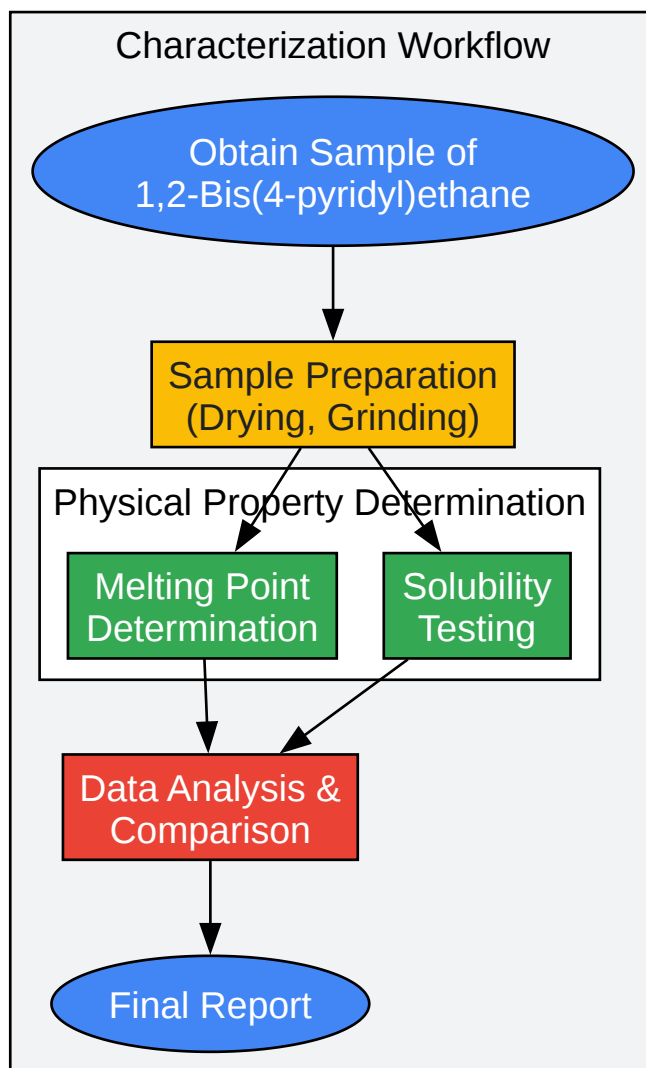 Characterization Workflow
Obtain Sample of
1,2-Bis(4-pyridyl)ethane
Sample Preparation
(Drying, Grinding)
Physical Property Determination
Melting Point
Determination
Solubility
Testing
Data Analysis &
Comparison
Final Report